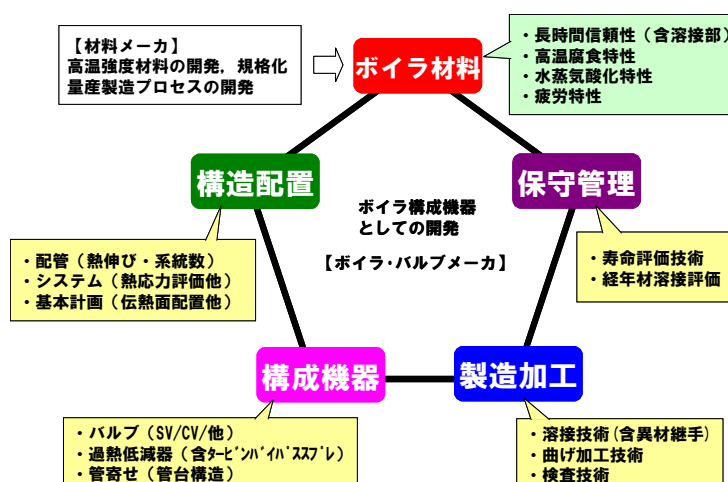 【材料メーカ】
高温強度材料の開発，規格化
量産製造プロセスの開発
ボイラ材料
・長時間信頼性（含溶接部）
・高温腐食特性
・水蒸気酸化特性
・疲労特性
構造配置
保守管理
ボイラ構成機器
としての開発
【ボイラ･バルブメーカ】
・配管（熱伸び・系統数）
・システム（熱応力評価他）
・基本計画（伝熱面配置他）
・寿命評価技術
・経年材溶接評価
構成機器
製造加工
・バルブ（SV/CV/他）
・過熱低減器（含ﾀｰﾋﾞﾝﾊﾞｲﾊﾟｽｽﾌﾟﾚ）
・管寄せ（管台構造）
・溶接技術(含異材継手)
・曲げ加工技術
・検査技術